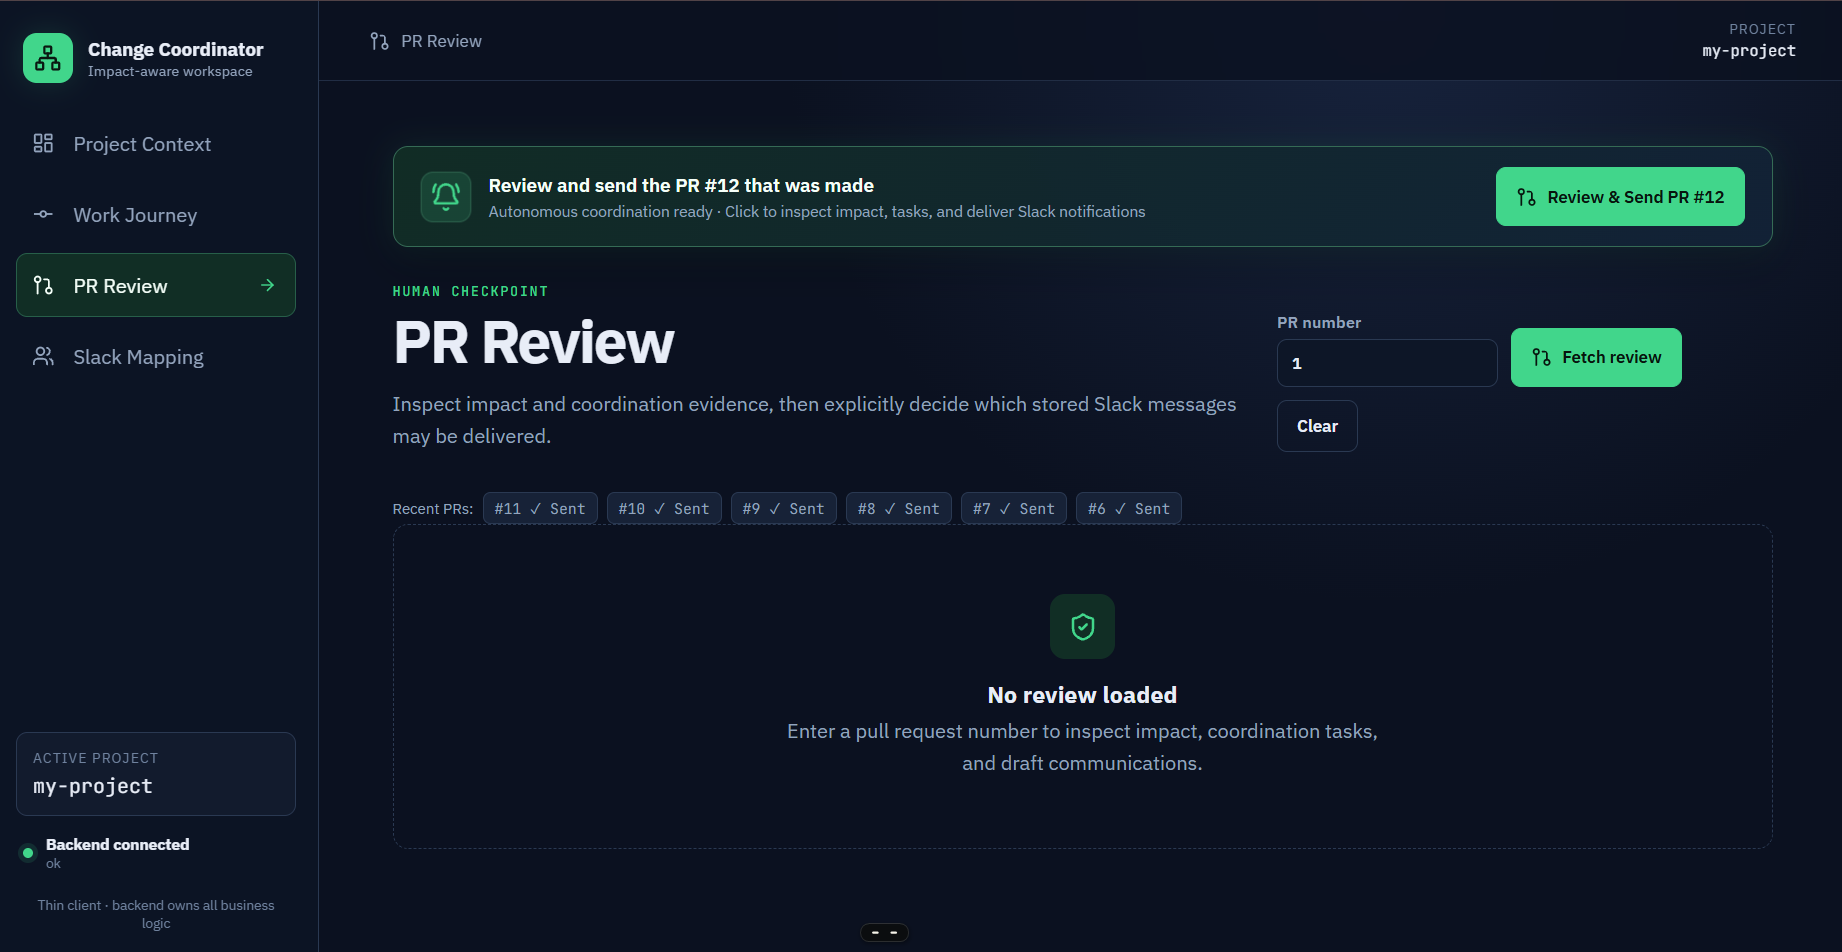 Change Coordinator
Impact-aware workspace
Project Context
Work Journey
PR Review
Slack Mapping
ACTIVE PROJECT
my-project
Backend connected
ok
Thin client · backend owns all business
logic
PR Review
PROJECT
my-project
Review and send the PR #12 that was made
Autonomous coordination ready · Click to inspect impact, tasks, and deliver Slack notifications
Review & Send PR #12
HUMAN CHECKPOINT
PR Review
Inspect impact and coordination evidence, then explicitly decide which stored Slack messages
may be delivered.
PR number
1
Fetch review
Clear
Recent PRs: #11 ✓ Sent #10 ✓ Sent #9 ✓ Sent #8 ✓ Sent #7 ✓ Sent #6 ✓ Sent
No review loaded
Enter a pull request number to inspect impact, coordination tasks,
and draft communications.